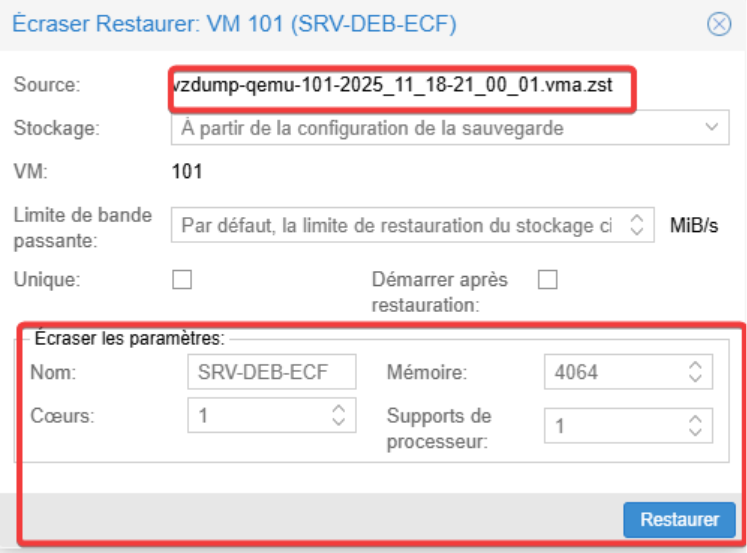 Écraser Restaurer: VM 101 (SRV-DEB-ECF)
Source: vzdump-qemu-101-2025_11_18-21_00_01.vma.zst
Stockage: À partir de la configuration de la sauvegarde
VM: 101
Limite de bande passante: Par défaut, la limite de restauration du stockage ci MiB/s
Unique: Démarrer après restauration:
Écraser les paramètres:
Nom: SRV-DEB-ECF Mémoire: 4064
Cœurs: 1 Supports de processeur: 1
Restaurer